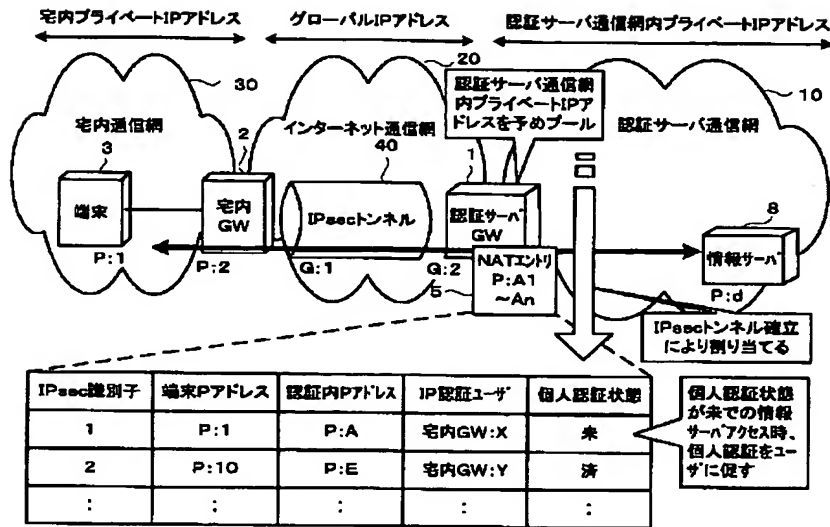 宅内プライベートIPアドレス
グローバルIPアドレス
認証サーバ通信網内プライベートIPアドレス
30
20
10
宅内通信網
インターネット通信網
認証サーバ通信網
認証サーバ通信網
内プライベートIPア
ドレスを予めプール
3
2
40
1
8
端末
宅内
GW
IPsecトンネル
認証サーバ
GW
情報サーバ
P:1
P:2
G:1
G:2
P:d
5
NATエントリ
P:A1
~An
IPsecトンネル確立
により割り当てる
IPsec識別子 端末Pアドレス 認証内Pアドレス IP認証ユーザ 個人認証状態
1 P:1 P:A 宅内GW:X 未
2 P:10 P:E 宅内GW:Y 済
: : : : :
個人認証状態
が未での情報
サーバアクセス時、
個人認証をユー
ザに促す